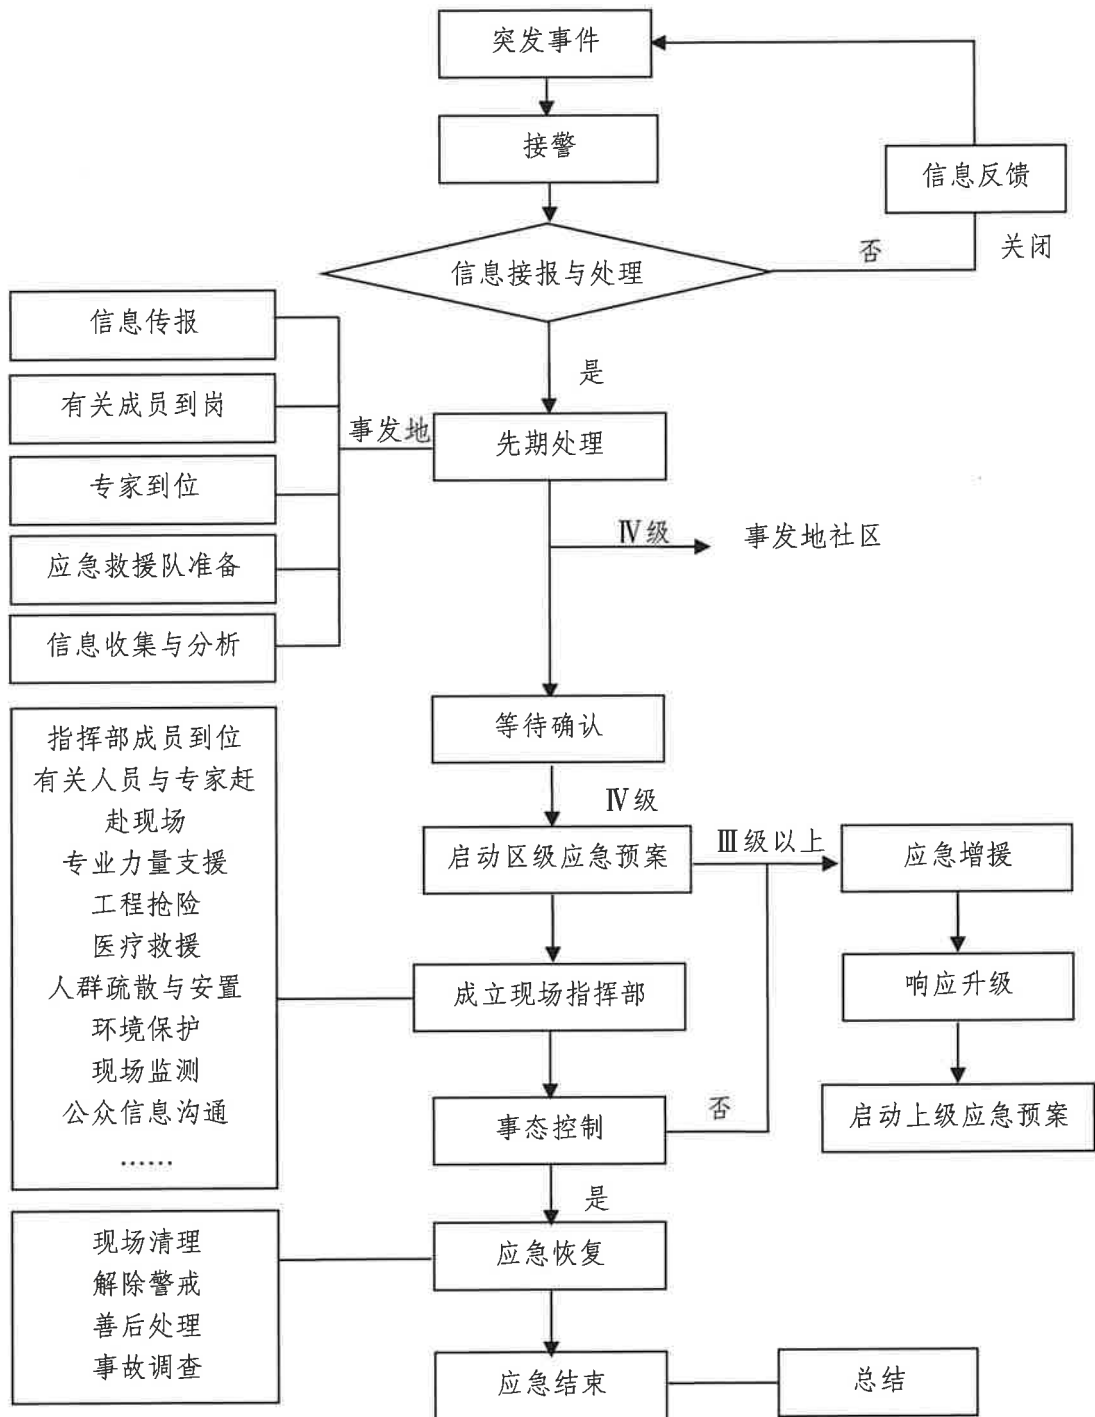 突发事件
接警
信息反馈
信息接报与处理
否
关闭
是
信息传报
有关成员到岗
专家到位
应急救援队准备
信息收集与分析
事发地
先期处理
Ⅳ级
事发地社区
等待确认
Ⅳ级
启动区级应急预案
Ⅲ级以上
应急增援
响应升级
启动上级应急预案
指挥部成员到位
有关人员与专家赶
赴现场
专业力量支援
工程抢险
医疗救援
人群疏散与安置
环境保护
现场监测
公众信息沟通
……
成立现场指挥部
事态控制
否
是
现场清理
解除警戒
善后处理
事故调查
应急恢复
应急结束
总结